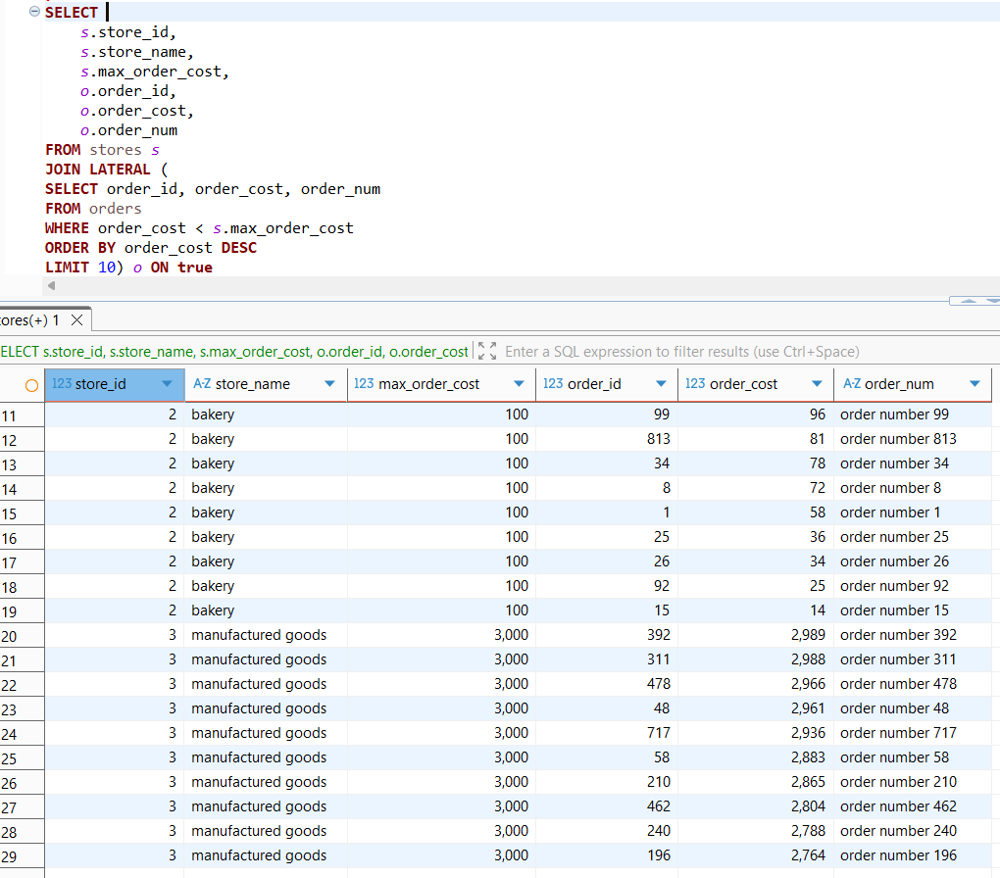 SELECT
s.store_id,
s.store_name,
s.max_order_cost,
o.order_id,
o.order_cost,
o.order_num
FROM stores s
JOIN LATERAL (
SELECT order_id, order_cost, order_num
FROM orders
WHERE order_cost < s.max_order_cost
ORDER BY order_cost DESC
LIMIT 10) o ON true
ores(+) 1
ELECT s.store_id, s.store_name, s.max_order_cost, o.order_id, o.order_cost Enter a SQL expression to filter results (use Ctrl+Space)
123 store_id A-Z store_name 123 max_order_cost 123 order_id 123 order_cost A-Z order_num
11 2 bakery 100 99 96 order number 99
12 2 bakery 100 813 81 order number 813
13 2 bakery 100 34 78 order number 34
14 2 bakery 100 8 72 order number 8
15 2 bakery 100 1 58 order number 1
16 2 bakery 100 25 36 order number 25
17 2 bakery 100 26 34 order number 26
18 2 bakery 100 92 25 order number 92
19 2 bakery 100 15 14 order number 15
20 3 manufactured goods 3,000 392 2,989 order number 392
21 3 manufactured goods 3,000 311 2,988 order number 311
22 3 manufactured goods 3,000 478 2,966 order number 478
23 3 manufactured goods 3,000 48 2,961 order number 48
24 3 manufactured goods 3,000 717 2,936 order number 717
25 3 manufactured goods 3,000 58 2,883 order number 58
26 3 manufactured goods 3,000 210 2,865 order number 210
27 3 manufactured goods 3,000 462 2,804 order number 462
28 3 manufactured goods 3,000 240 2,788 order number 240
29 3 manufactured goods 3,000 196 2,764 order number 196